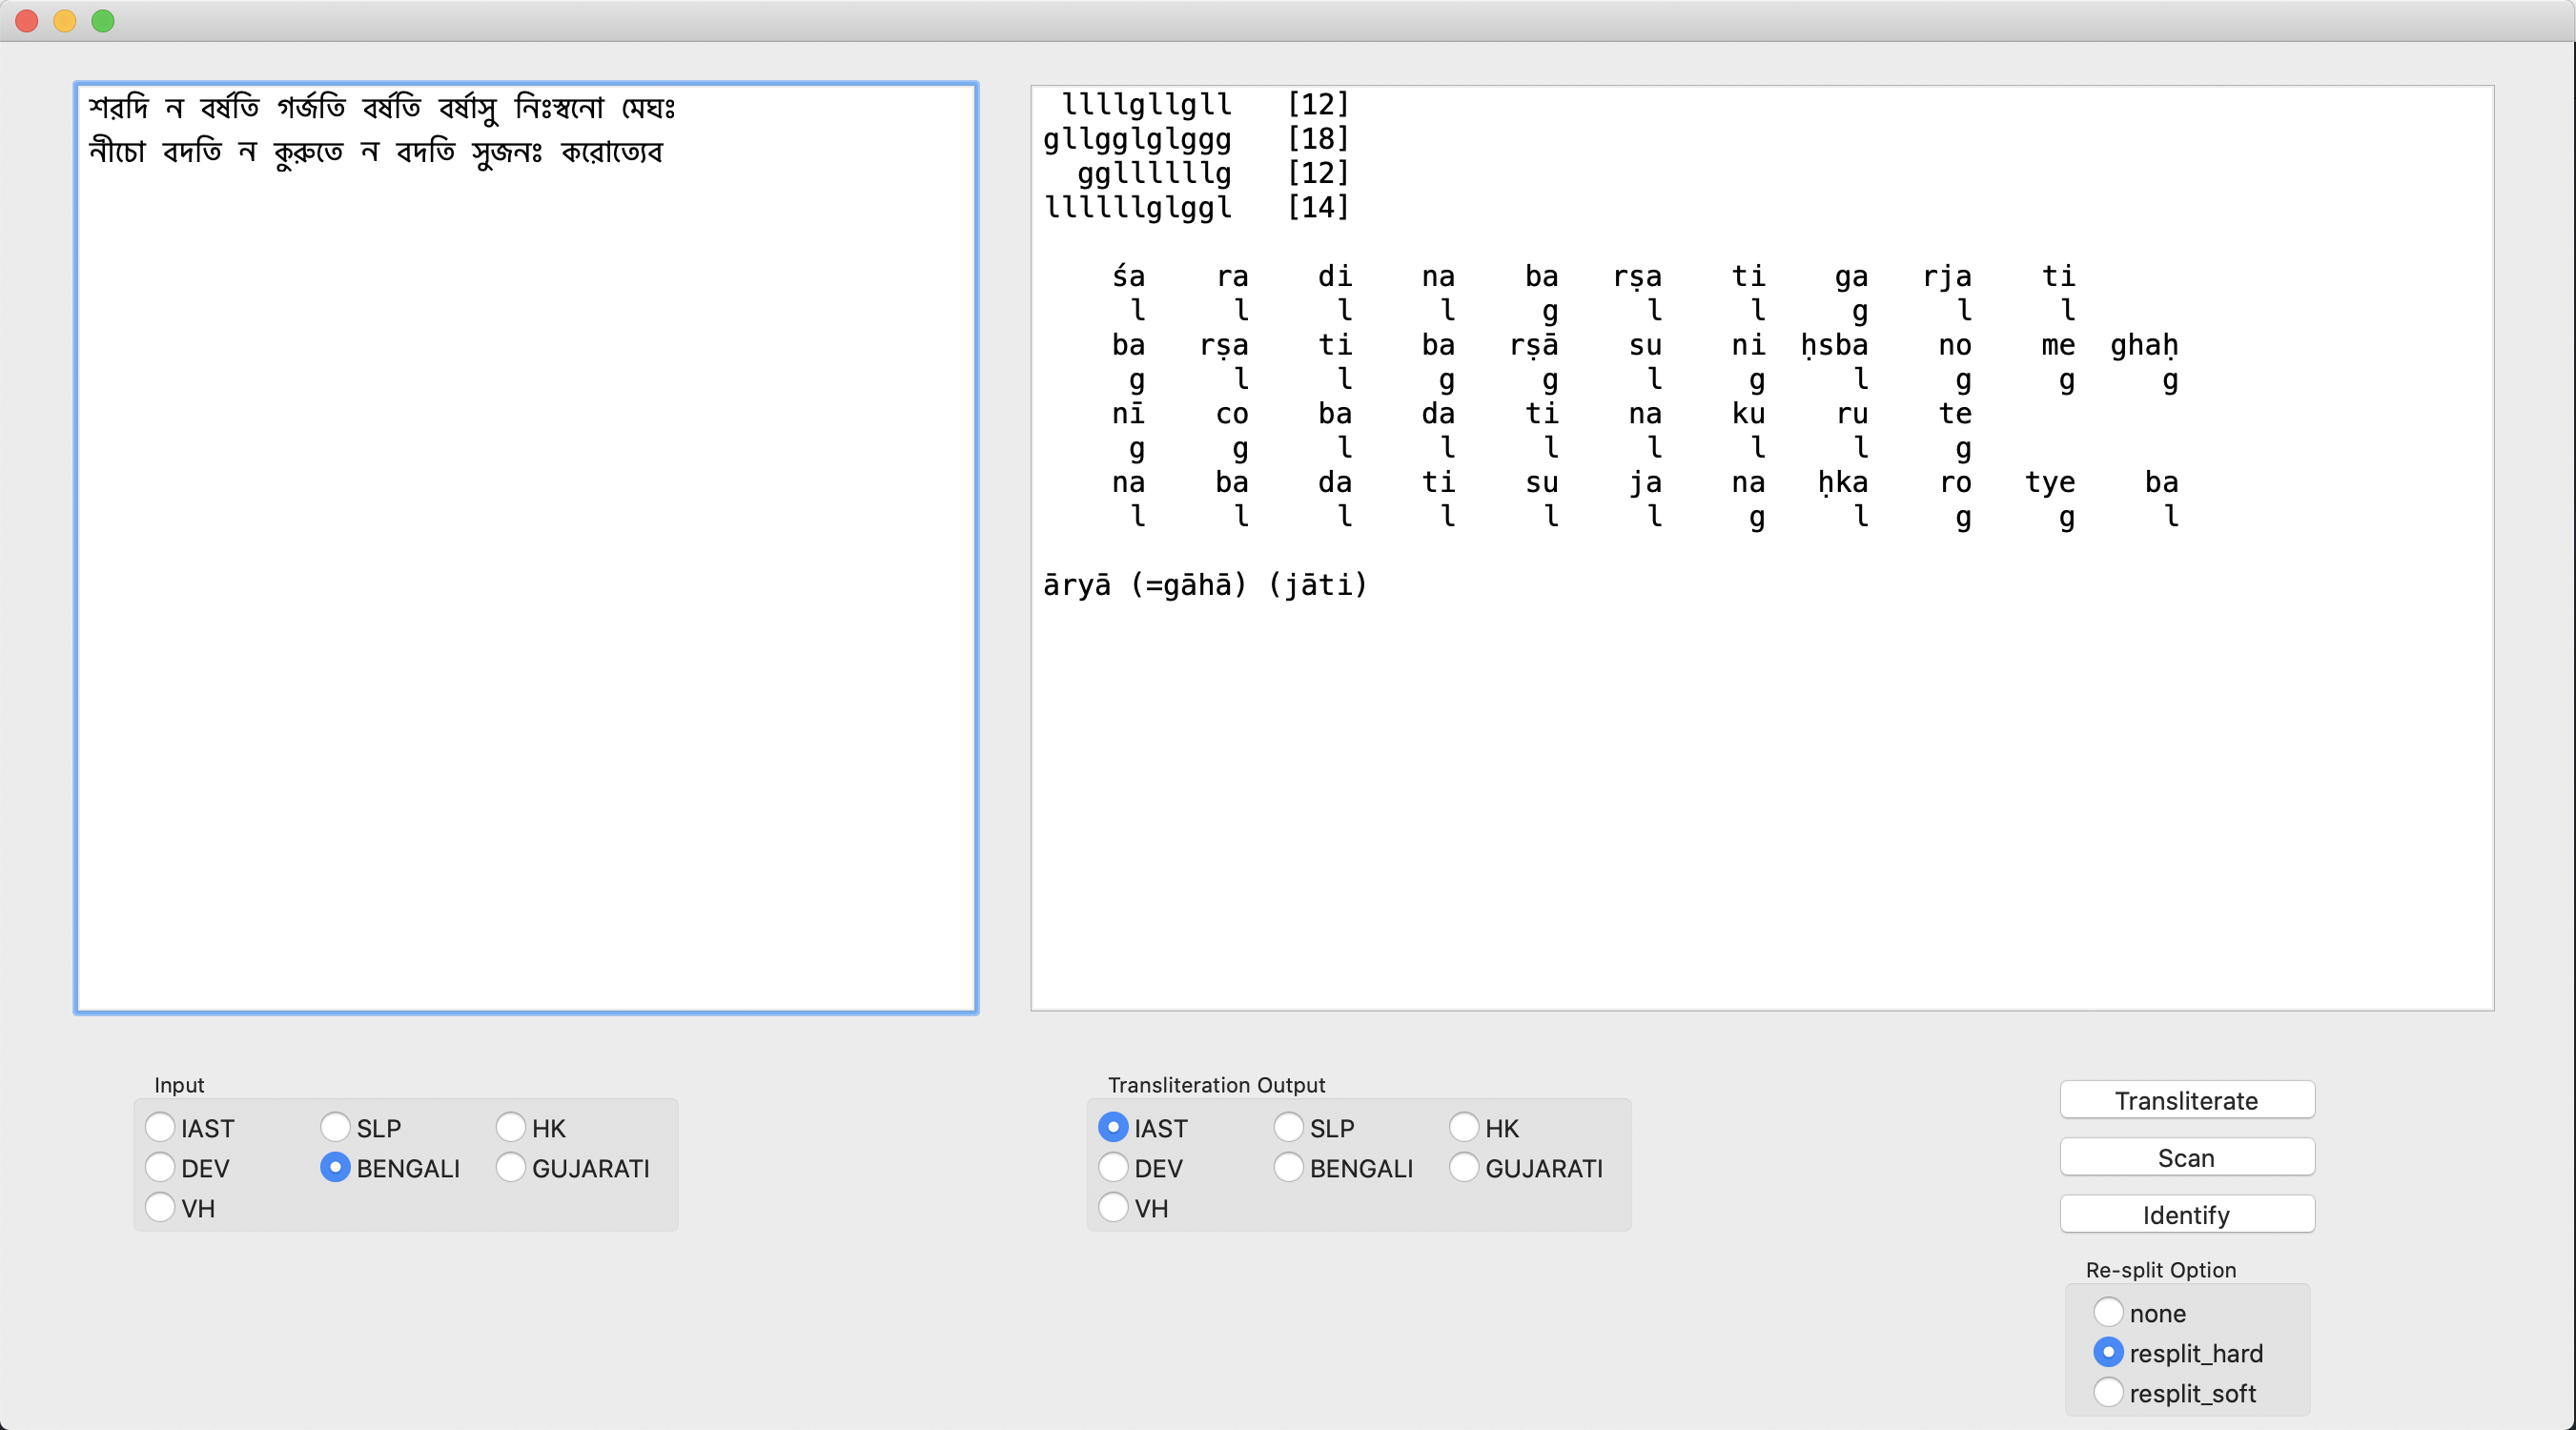 শরদি ন বর্ষতি গর্জতি বর্ষতি বর্ষাসু নিঃস্বনো মেঘঃ
নীচো বদতি ন কুরুতে ন বদতি সুজনঃ করোত্যেব
llllgllgll [12]
gllgglglggg [18]
ggllllllg [12]
llllllglggl [14]
śa ra di na ba rṣa ti ga rja ti
l l l l g l l g l l
ba rṣa ti ba rṣā su ni ḥsba no me ghaḥ
g l l g g l g l g g g
nī co ba da ti na ku ru te
g g l l l l l l g
na ba da ti su ja na ḥka ro tye ba
l l l l l l g l g g l
āryā (=gāhā) (jāti)
Input
IAST SLP HK
DEV BENGALI GUJARATI
VH
Transliteration Output
IAST SLP HK
DEV BENGALI GUJARATI
VH
Transliterate
Scan
Identify
Re-split Option
none
resplit_hard
resplit_soft